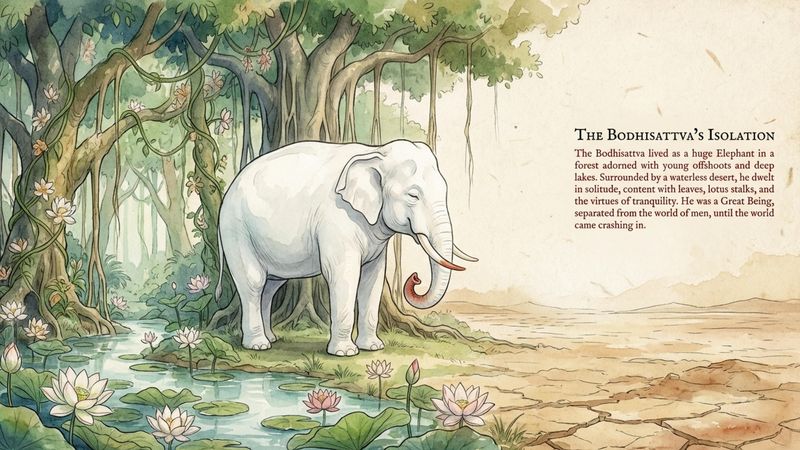 The Bodhisattva's Isolation
The Bodhisattva lived as a huge Elephant in a
forest adorned with young offshoots and deep
lakes. Surrounded by a waterless desert, he dwelt
in solitude, content with leaves, lotus stalks, and
the virtues of tranquility. He was a Great Being,
separated from the world of men, until the world
came crashing in.